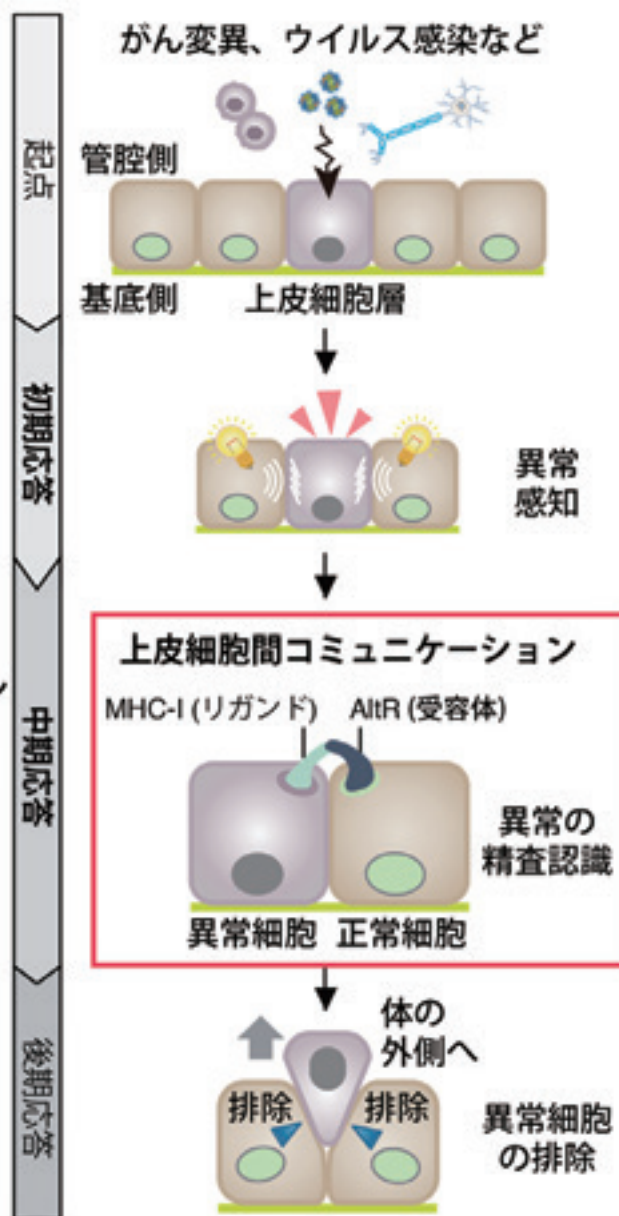 がん変異、ウイルス感染など
起点
管腔側
基底側
上皮細胞層
初期応答
異常
感知
中期応答
上皮細胞間コミュニケーション
MHC-I (リガンド)
AltR (受容体)
異常の
精査認識
異常細胞
正常細胞
後期応答
体の
外側へ
排除
排除
異常細胞
の排除